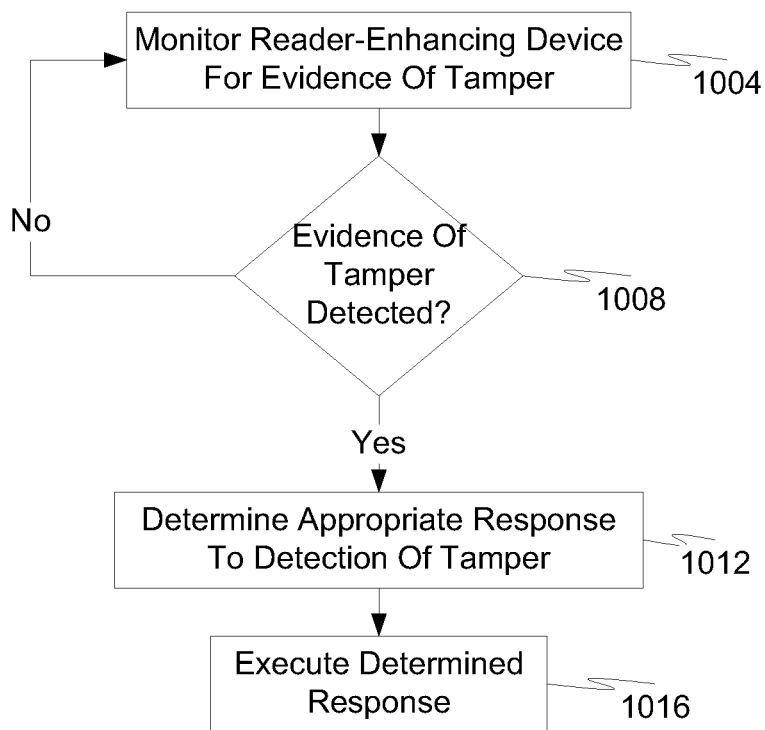 Monitor Reader-Enhancing Device
For Evidence Of Tamper
1004
No
Evidence Of
Tamper
Detected?
1008
Yes
Determine Appropriate Response
To Detection Of Tamper
1012
Execute Determined
Response
1016